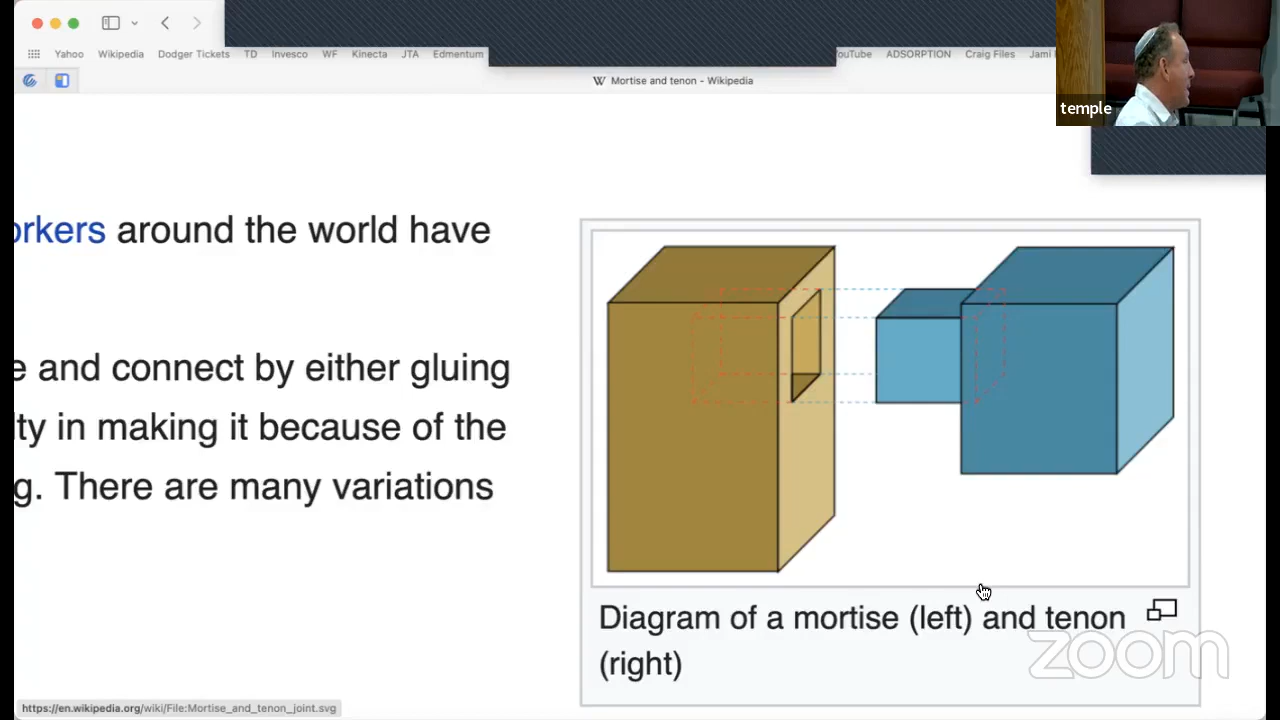 Yahoo Wikipedia Dodger Tickets TD Invesco WF Kinecta JTA Edmentum ouTube ADSORPTION Craig Files Jami
Mortise and tenon - Wikipedia
temple
orkers around the world have
e and connect by either gluing
lty in making it because of the
g. There are many variations
Diagram of a mortise (left) and tenon
(right)
zoom
https://en.wikipedia.org/wiki/File:Mortise_and_tenon_joint.svg